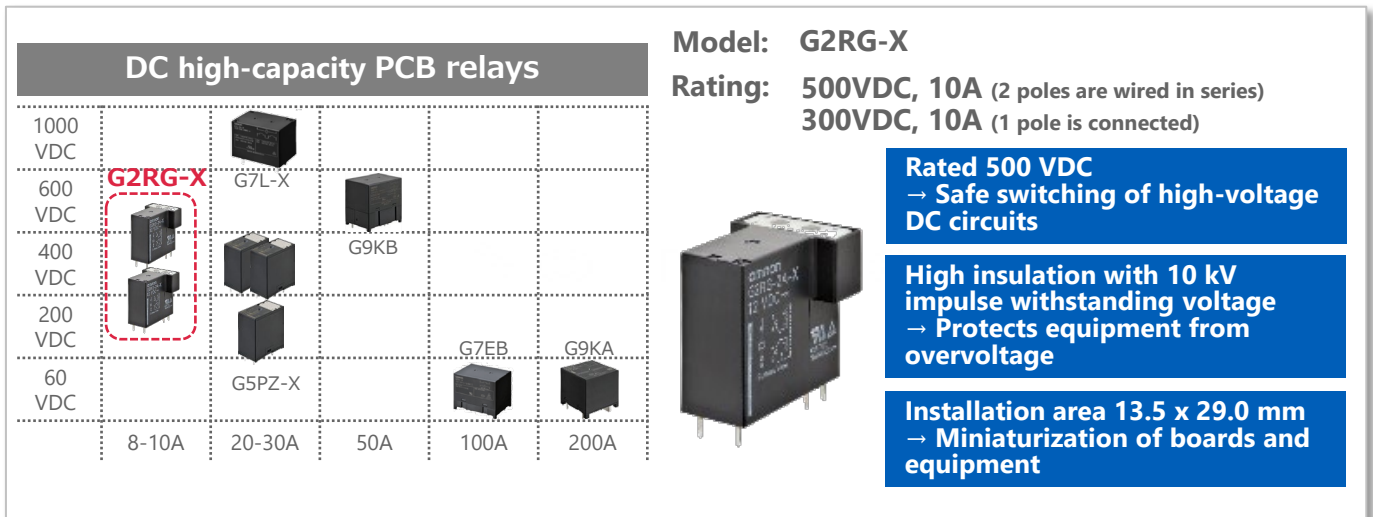 DC high-capacity PCB relays
1000
VDC
600
VDC
400
VDC
200
VDC
60
VDC
G2RG-X
G7L-X
G9KB
G5PZ-X
G7EB
G9KA
8-10A
20-30A
50A
100A
200A
Model: G2RG-X
Rating: 500VDC, 10A (2 poles are wired in series)
300VDC, 10A (1 pole is connected)
omron
G2RG-2A-X
12 VDC
Rated 500 VDC
→ Safe switching of high-voltage
DC circuits
High insulation with 10 kV
impulse withstanding voltage
→ Protects equipment from
overvoltage
Installation area 13.5 x 29.0 mm
→ Miniaturization of boards and
equipment